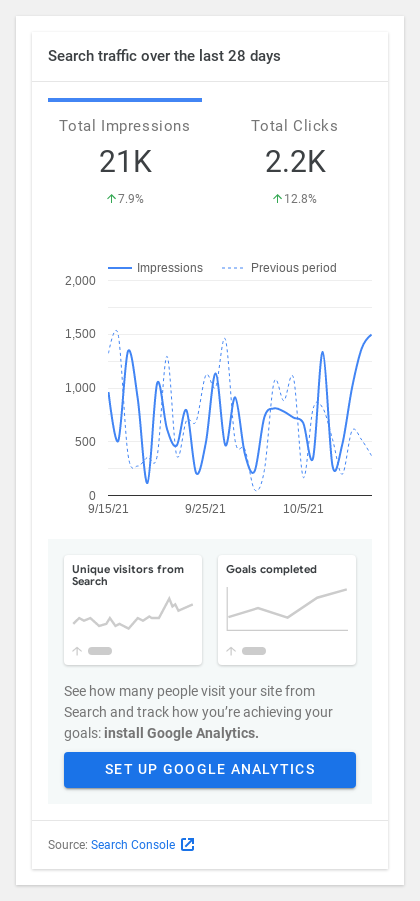 Search traffic over the last 28 days
Total Impressions
21K
↑7.9%
Total Clicks
2.2K
↑12.8%
Impressions
Previous period
2,000
1,500
1,000
500
0
9/15/21
9/25/21
10/5/21
Unique visitors from
Search
Goals completed
See how many people visit your site from
Search and track how you’re achieving your
goals: install Google Analytics.
SET UP GOOGLE ANALYTICS
Source: Search Console